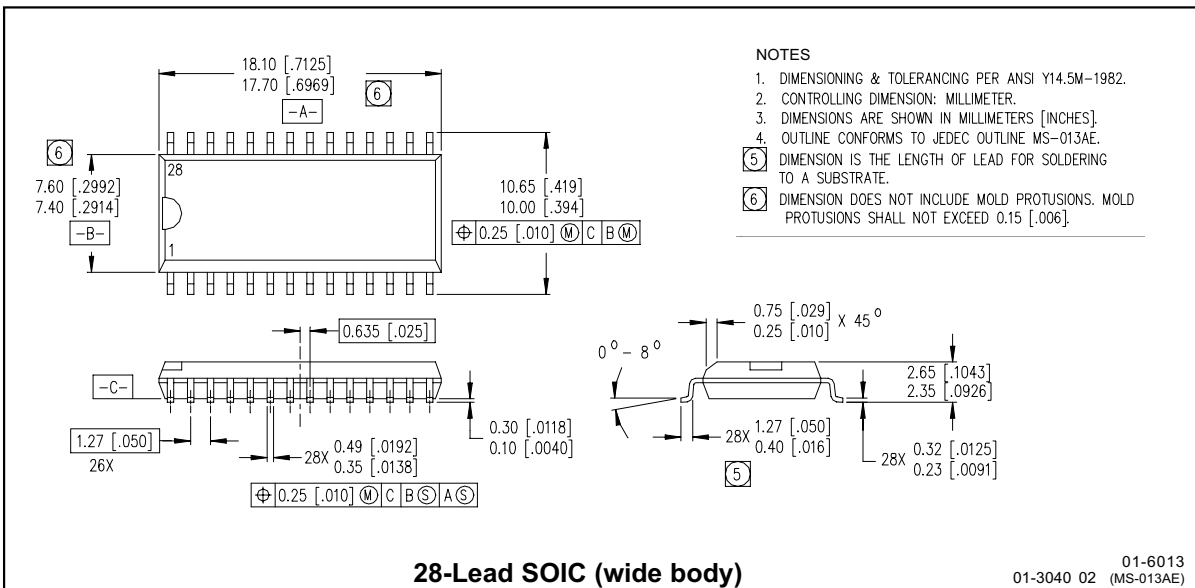 18.10 [.7125]
17.70 [.6969]
6
-A-
6
28
7.60 [.2992]
7.40 [.2914]
-B-
1
10.65 [.419]
10.00 [.394]
⌖ 0.25 [.010] Ⓜ C B Ⓜ
NOTES
1. DIMENSIONING & TOLERANCING PER ANSI Y14.5M-1982.
2. CONTROLLING DIMENSION: MILLIMETER.
3. DIMENSIONS ARE SHOWN IN MILLIMETERS [INCHES].
4. OUTLINE CONFORMS TO JEDEC OUTLINE MS-013AE.
5 DIMENSION IS THE LENGTH OF LEAD FOR SOLDERING
TO A SUBSTRATE.
6 DIMENSION DOES NOT INCLUDE MOLD PROTUSIONS. MOLD
PROTUSIONS SHALL NOT EXCEED 0.15 [.006].
0.635 [.025]
-C-
1.27 [.050]
26X
28X 0.49 [.0192]
0.35 [.0138]
⌖ 0.25 [.010] Ⓜ C B Ⓢ A Ⓢ
0.30 [.0118]
0.10 [.0040]
0.75 [.029]
0.25 [.010] X 45°
0° - 8°
2.65 [.1043]
2.35 [.0926]
28X 1.27 [.050]
0.40 [.016]
5
28X 0.32 [.0125]
0.23 [.0091]
28-Lead SOIC (wide body)
01-6013
01-3040 02 (MS-013AE)